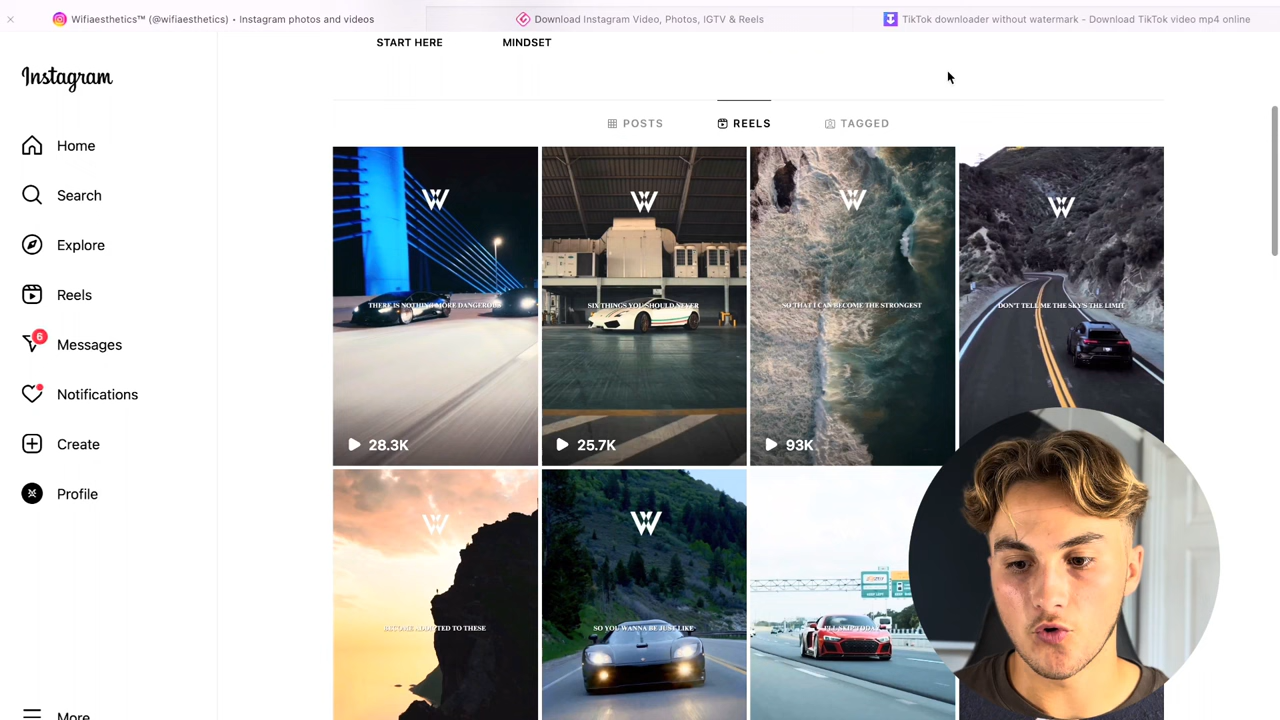 Wifiaesthetics™ (@wifiaesthetics) • Instagram photos and videos
Download Instagram Video, Photos, IGTV & Reels
TikTok downloader without watermark - Download TikTok video mp4 online
START HERE
MINDSET
Instagram
POSTS
REELS
TAGGED
Home
Search
Explore
Reels
6
Messages
Notifications
Create
Profile
More
W
THERE IS NOTHING MORE DANGEROUS
28.3K
W
SIX THINGS YOU SHOULD NEVER
25.7K
W
SO THAT I CAN BECOME THE STRONGEST
93K
W
DON'T TELL ME THE SKY'S THE LIMIT
W
BECOME ADDICTED TO THESE
W
SO YOU WANNA BE JUST LIKE
I'LL SKIP TODAY